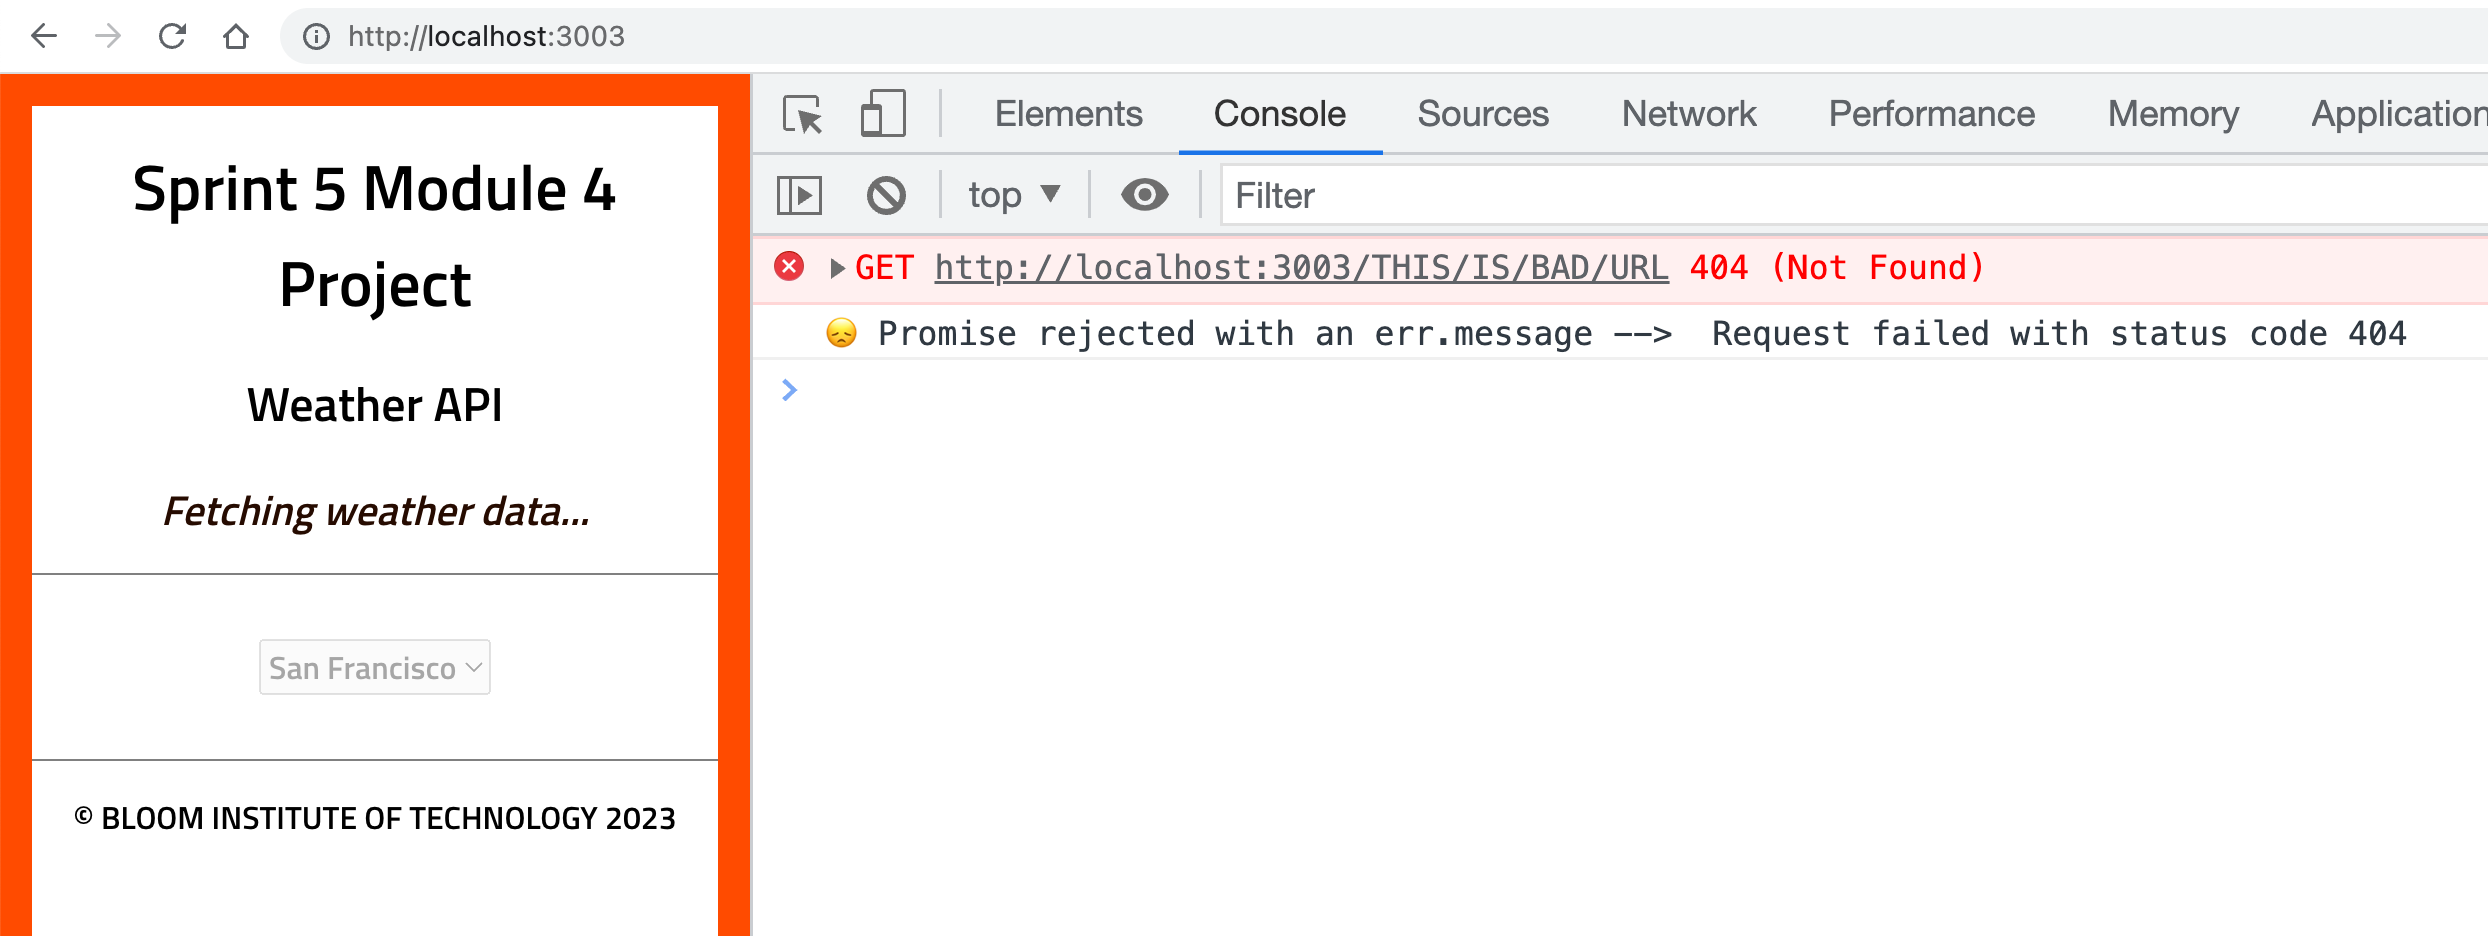 http://localhost:3003
Sprint 5 Module 4
Project
Weather API
Fetching weather data...
San Francisco
© BLOOM INSTITUTE OF TECHNOLOGY 2023
Elements Console Sources Network Performance Memory Application
top Filter
GET http://localhost:3003/THIS/IS/BAD/URL 404 (Not Found)
😞 Promise rejected with an err.message --> Request failed with status code 404